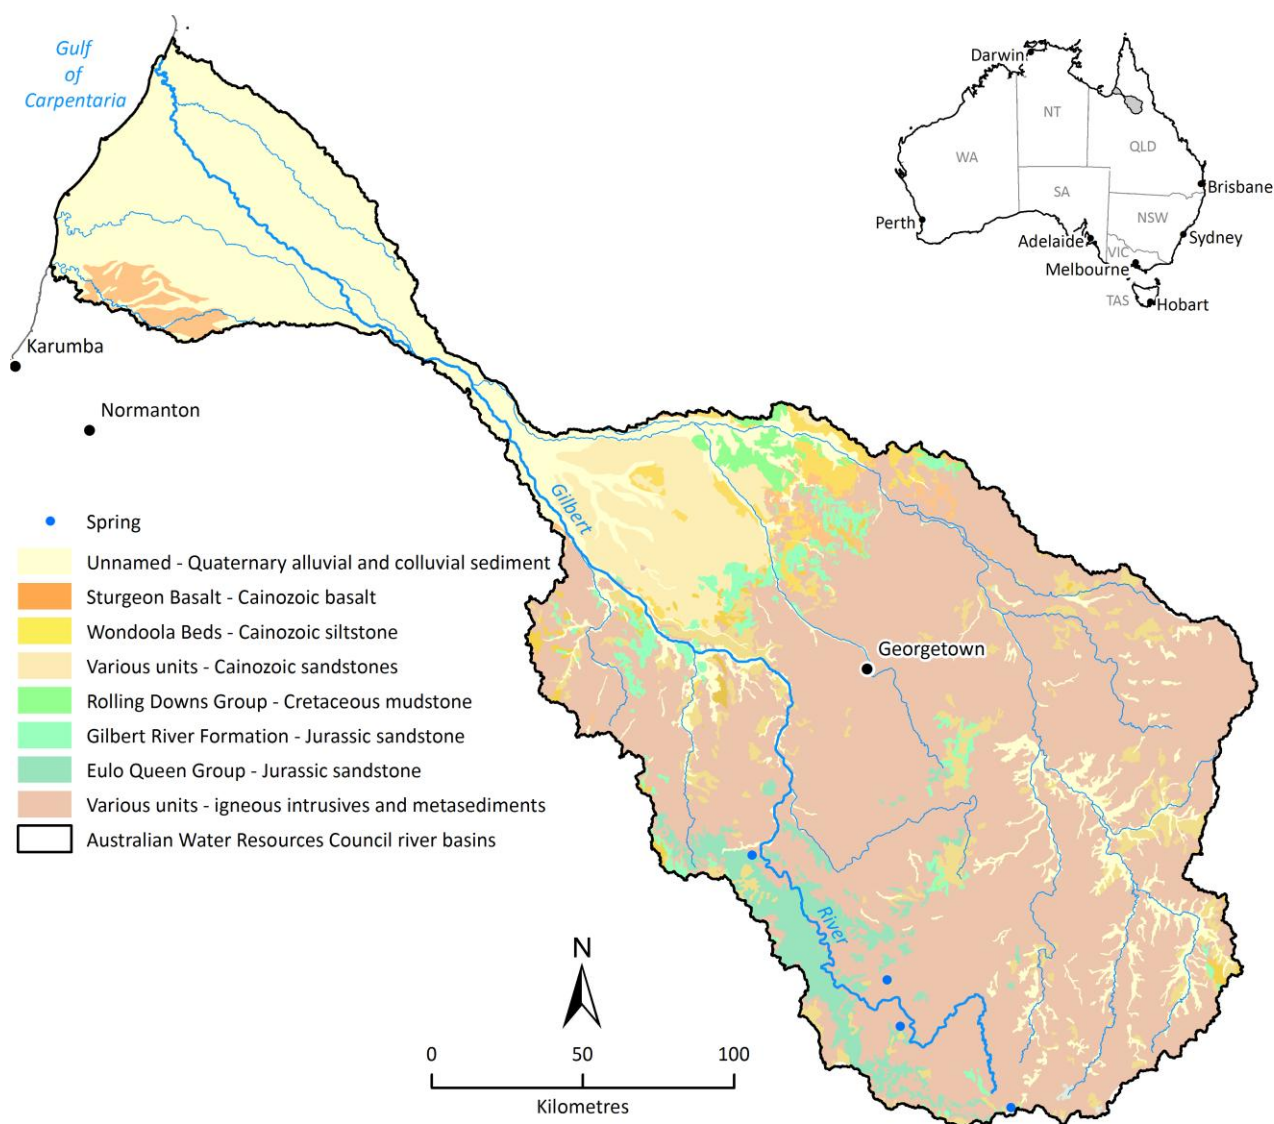 Gulf
of
Carpentaria
Darwin
NT
WA
QLD
SA
Brisbane
NSW
Perth
Adelaide
Sydney
VIC
Melbourne
TAS
Hobart
Karumba
Normanton
Gilbert
River
Georgetown
Spring
Unnamed - Quaternary alluvial and colluvial sediment
Sturgeon Basalt - Cainozoic basalt
Wondoola Beds - Cainozoic siltstone
Various units - Cainozoic sandstones
Rolling Downs Group - Cretaceous mudstone
Gilbert River Formation - Jurassic sandstone
Eulo Queen Group - Jurassic sandstone
Various units - igneous intrusives and metasediments
Australian Water Resources Council river basins
N
0 50 100
Kilometres